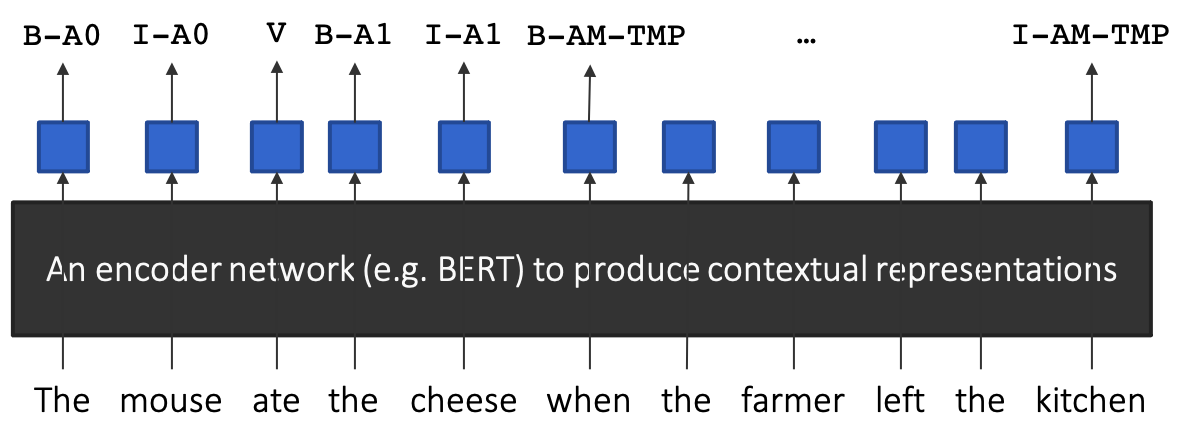 B-A0 I-A0 V B-A1 I-A1 B-AM-TMP … I-AM-TMP
An encoder network (e.g. BERT) to produce contextual representations
The mouse ate the cheese when the farmer left the kitchen